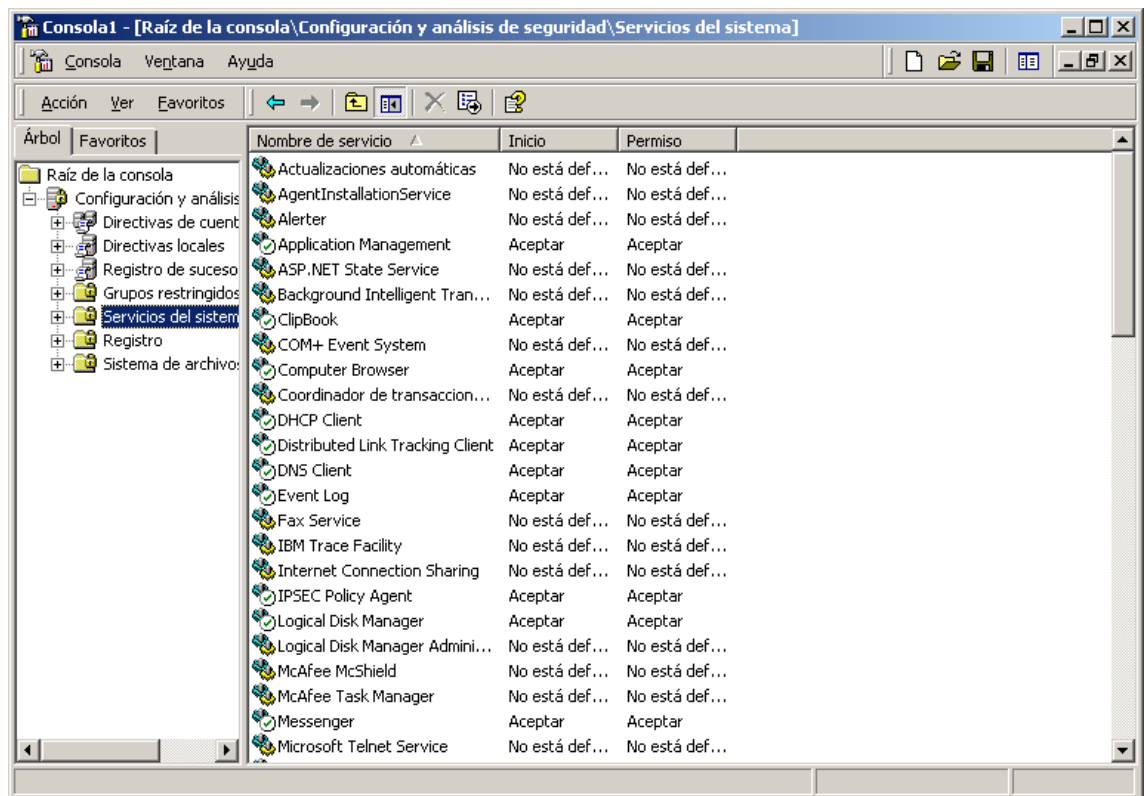 Consola1 - [Raíz de la consola\Configuración y análisis de seguridad\Servicios del sistema]
Consola Ventana Ayuda
Acción Ver Favoritos
Árbol Favoritos
Raíz de la consola
Configuración y análisis
Directivas de cuent
Directivas locales
Registro de suceso
Grupos restringidos
Servicios del sistem
Registro
Sistema de archivo
Nombre de servicio Inicio Permiso
Actualizaciones automáticas No está def... No está def...
AgentInstallationService No está def... No está def...
Alerter No está def... No está def...
Application Management Aceptar Aceptar
ASP.NET State Service No está def... No está def...
Background Intelligent Tran... No está def... No está def...
ClipBook Aceptar Aceptar
COM+ Event System No está def... No está def...
Computer Browser Aceptar Aceptar
Coordinador de transaccion... No está def... No está def...
DHCP Client Aceptar Aceptar
Distributed Link Tracking Client Aceptar Aceptar
DNS Client Aceptar Aceptar
Event Log Aceptar Aceptar
Fax Service No está def... No está def...
IBM Trace Facility No está def... No está def...
Internet Connection Sharing No está def... No está def...
IPSEC Policy Agent Aceptar Aceptar
Logical Disk Manager Aceptar Aceptar
Logical Disk Manager Admini... No está def... No está def...
McAfee McShield No está def... No está def...
McAfee Task Manager No está def... No está def...
Messenger Aceptar Aceptar
Microsoft Telnet Service No está def... No está def...